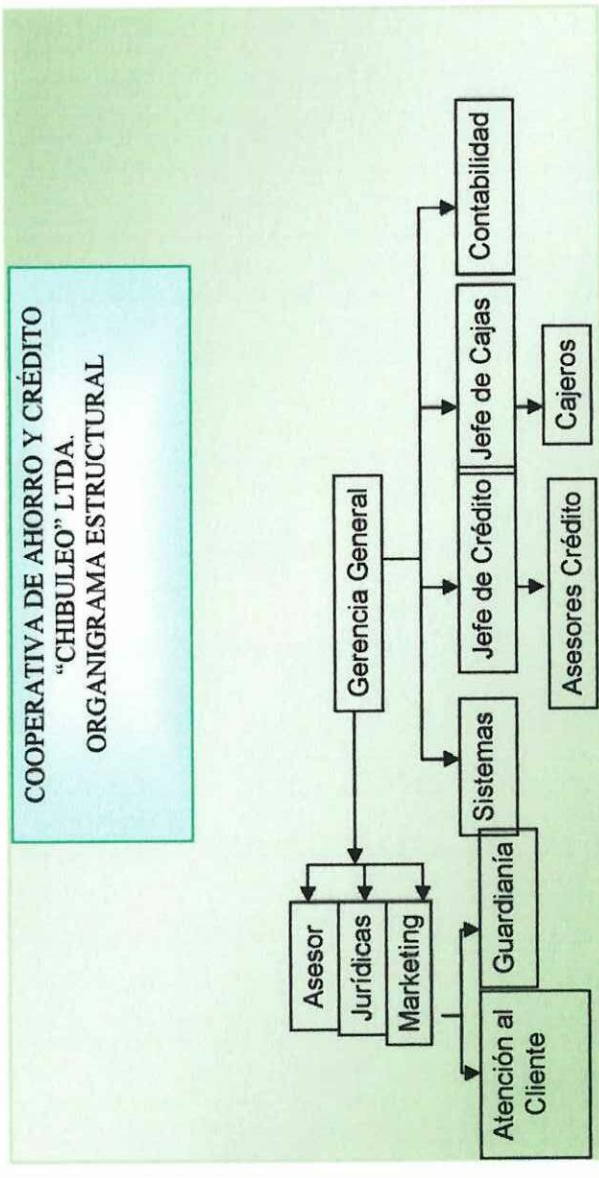 COOPERATIVA DE AHORRO Y CRÉDITO
“CHIBULEO” LTDA.
ORGANIGRAMA ESTRUCTURAL
Gerencia General
Asesor
Jurídicas
Marketing
Sistemas
Jefe de Crédito
Jefe de Cajas
Contabilidad
Atención al
Cliente
Guardianía
Asesores Crédito
Cajeros